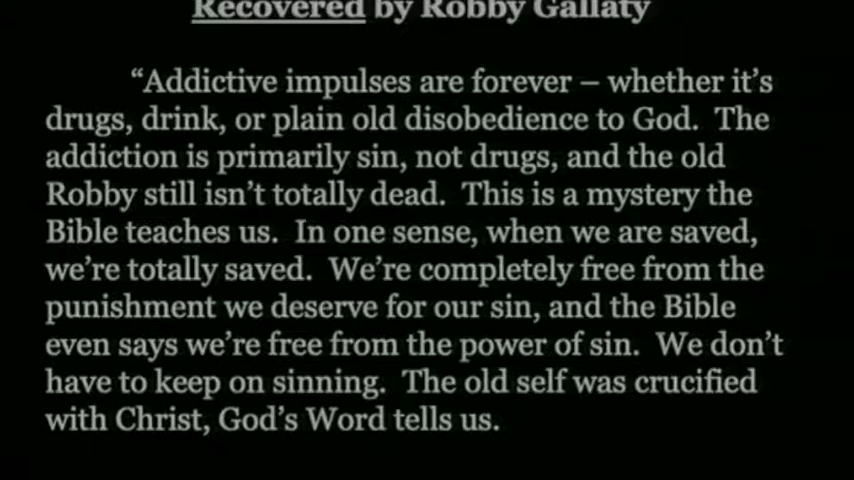 Recovered by Robby Gallaty
“Addictive impulses are forever – whether it’s
drugs, drink, or plain old disobedience to God.  The
addiction is primarily sin, not drugs, and the old
Robby still isn’t totally dead.  This is a mystery the
Bible teaches us.  In one sense, when we are saved,
we’re totally saved.  We’re completely free from the
punishment we deserve for our sin, and the Bible
even says we’re free from the power of sin.  We don’t
have to keep on sinning.  The old self was crucified
with Christ, God’s Word tells us.